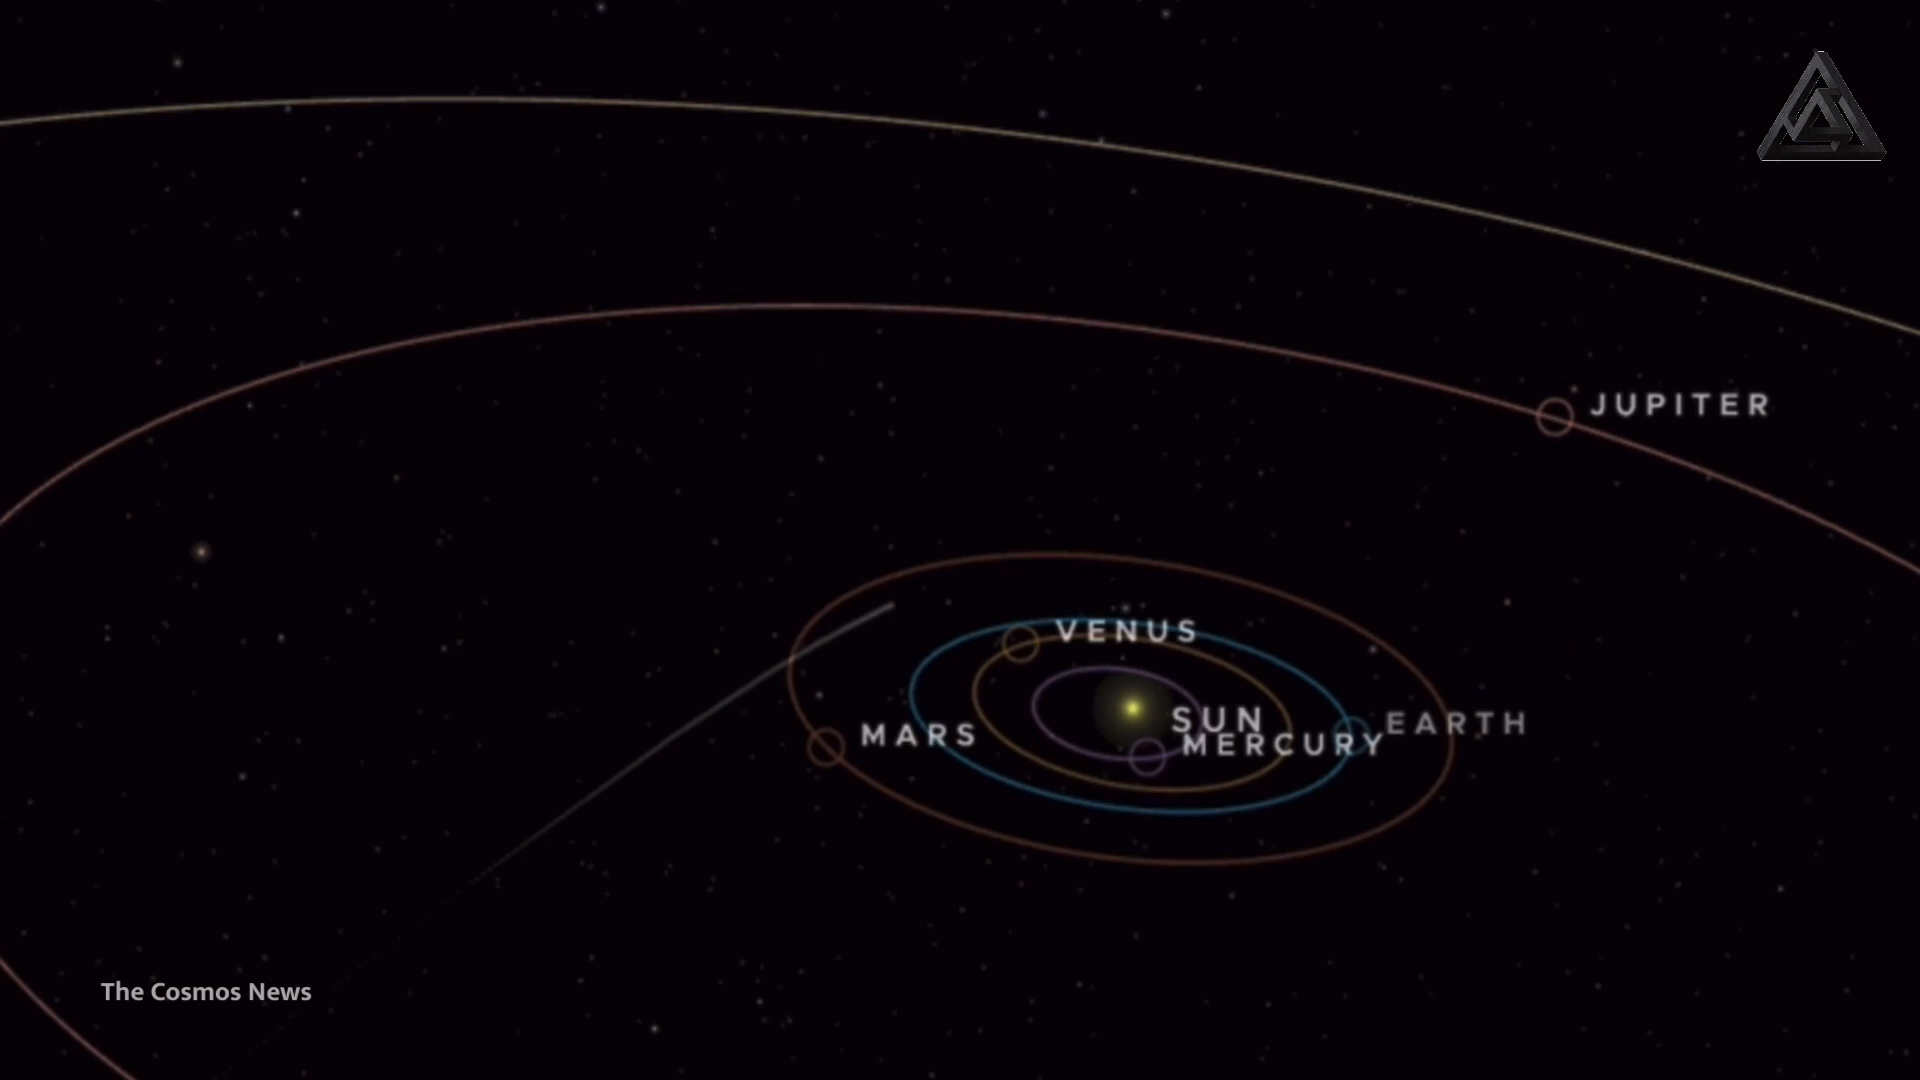 JUPITER
VENUS
SUN
EARTH
MARS
MERCURY
The Cosmos News